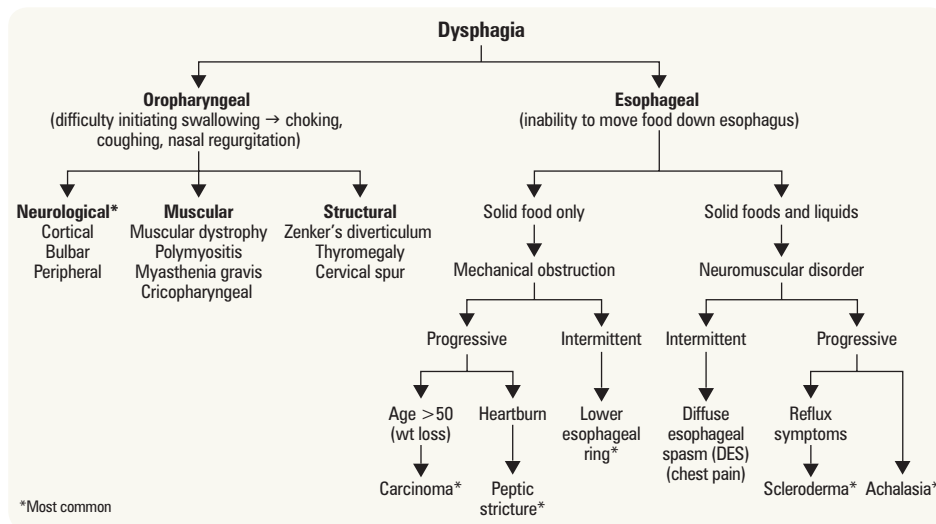 Dysphagia
Oropharyngeal
(difficulty initiating swallowing → choking,
coughing, nasal regurgitation)
Esophageal
(inability to move food down esophagus)
Neurological*
Cortical
Bulbar
Peripheral
Muscular
Muscular dystrophy
Polymyositis
Myasthenia gravis
Cricopharyngeal
Structural
Zenker's diverticulum
Thyromegaly
Cervical spur
Solid food only
Solid foods and liquids
Mechanical obstruction
Neuromuscular disorder
Progressive
Intermittent
Intermittent
Progressive
Age >50
(wt loss)
Heartburn
Lower
esophageal
ring*
Diffuse
esophageal
spasm (DES)
(chest pain)
Reflux
symptoms
Carcinoma*
Peptic
stricture*
Scleroderma*
Achalasia*
*Most common